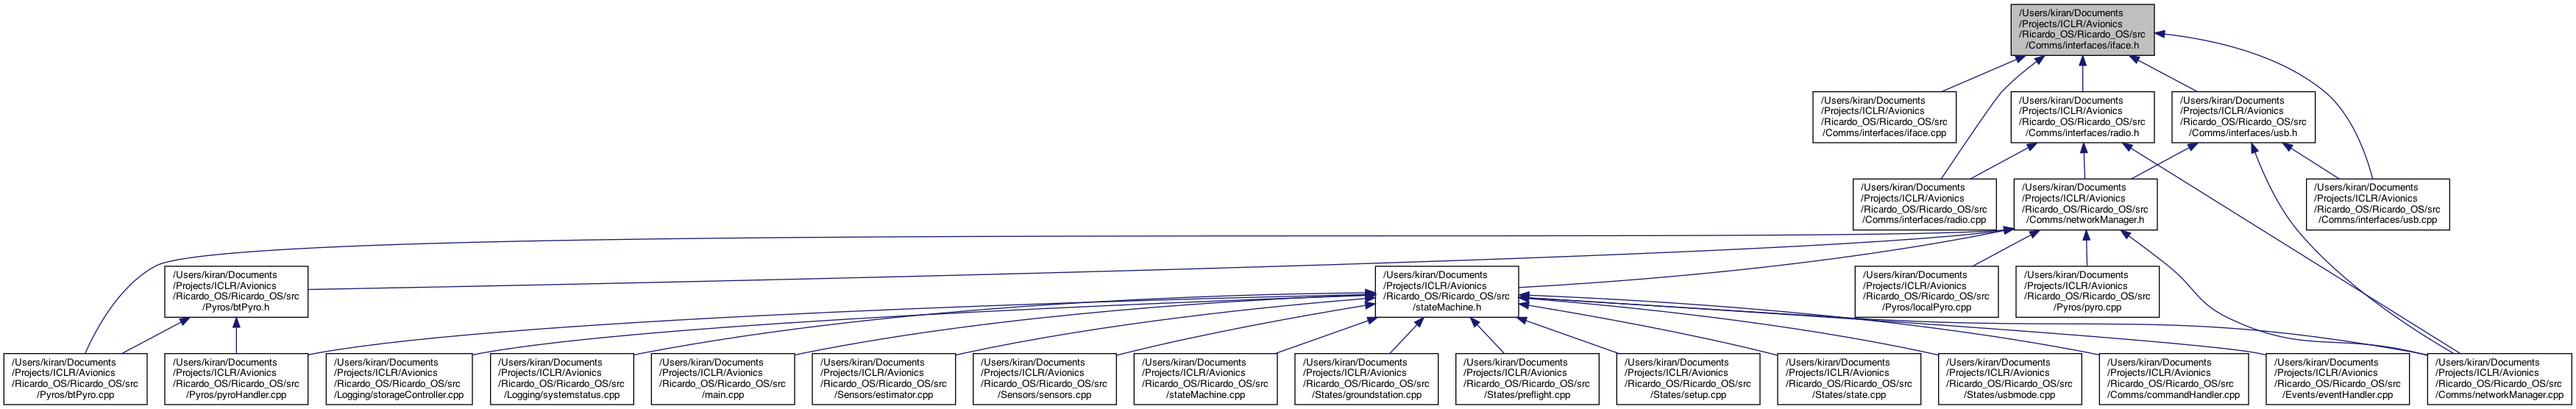 /Users/kiran/Documents
/Projects/ICLR/Avionics
/Ricardo_OS/Ricardo_OS/src
/Comms/interfaces/iface.h
/Users/kiran/Documents
/Projects/ICLR/Avionics
/Ricardo_OS/Ricardo_OS/src
/Comms/interfaces/iface.cpp
/Users/kiran/Documents
/Projects/ICLR/Avionics
/Ricardo_OS/Ricardo_OS/src
/Comms/interfaces/radio.h
/Users/kiran/Documents
/Projects/ICLR/Avionics
/Ricardo_OS/Ricardo_OS/src
/Comms/interfaces/usb.h
/Users/kiran/Documents
/Projects/ICLR/Avionics
/Ricardo_OS/Ricardo_OS/src
/Comms/interfaces/radio.cpp
/Users/kiran/Documents
/Projects/ICLR/Avionics
/Ricardo_OS/Ricardo_OS/src
/Comms/networkManager.h
/Users/kiran/Documents
/Projects/ICLR/Avionics
/Ricardo_OS/Ricardo_OS/src
/Comms/interfaces/usb.cpp
/Users/kiran/Documents
/Projects/ICLR/Avionics
/Ricardo_OS/Ricardo_OS/src
/Pyros/btPyro.h
/Users/kiran/Documents
/Projects/ICLR/Avionics
/Ricardo_OS/Ricardo_OS/src
/stateMachine.h
/Users/kiran/Documents
/Projects/ICLR/Avionics
/Ricardo_OS/Ricardo_OS/src
/Pyros/localPyro.cpp
/Users/kiran/Documents
/Projects/ICLR/Avionics
/Ricardo_OS/Ricardo_OS/src
/Pyros/pyro.cpp
/Users/kiran/Documents
/Projects/ICLR/Avionics
/Ricardo_OS/Ricardo_OS/src
/Pyros/btPyro.cpp
/Users/kiran/Documents
/Projects/ICLR/Avionics
/Ricardo_OS/Ricardo_OS/src
/Pyros/pyroHandler.cpp
/Users/kiran/Documents
/Projects/ICLR/Avionics
/Ricardo_OS/Ricardo_OS/src
/Logging/storageController.cpp
/Users/kiran/Documents
/Projects/ICLR/Avionics
/Ricardo_OS/Ricardo_OS/src
/Logging/systemstatus.cpp
/Users/kiran/Documents
/Projects/ICLR/Avionics
/Ricardo_OS/Ricardo_OS/src
/main.cpp
/Users/kiran/Documents
/Projects/ICLR/Avionics
/Ricardo_OS/Ricardo_OS/src
/Sensors/estimator.cpp
/Users/kiran/Documents
/Projects/ICLR/Avionics
/Ricardo_OS/Ricardo_OS/src
/Sensors/sensors.cpp
/Users/kiran/Documents
/Projects/ICLR/Avionics
/Ricardo_OS/Ricardo_OS/src
/stateMachine.cpp
/Users/kiran/Documents
/Projects/ICLR/Avionics
/Ricardo_OS/Ricardo_OS/src
/States/groundstation.cpp
/Users/kiran/Documents
/Projects/ICLR/Avionics
/Ricardo_OS/Ricardo_OS/src
/States/preflight.cpp
/Users/kiran/Documents
/Projects/ICLR/Avionics
/Ricardo_OS/Ricardo_OS/src
/States/setup.cpp
/Users/kiran/Documents
/Projects/ICLR/Avionics
/Ricardo_OS/Ricardo_OS/src
/States/state.cpp
/Users/kiran/Documents
/Projects/ICLR/Avionics
/Ricardo_OS/Ricardo_OS/src
/States/usbmode.cpp
/Users/kiran/Documents
/Projects/ICLR/Avionics
/Ricardo_OS/Ricardo_OS/src
/Comms/commandHandler.cpp
/Users/kiran/Documents
/Projects/ICLR/Avionics
/Ricardo_OS/Ricardo_OS/src
/Events/eventHandler.cpp
/Users/kiran/Documents
/Projects/ICLR/Avionics
/Ricardo_OS/Ricardo_OS/src
/Comms/networkManager.cpp